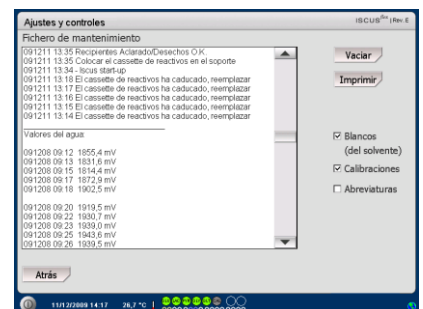 Ajustes y controles
ISCUSflex | Rev. E
Fichero de mantenimiento
091211 13:35 Recipientes Aclarado/Desechos O.K.
091211 13:35 Colocar el cassette de reactivos en el soporte
091211 13:34 - Iscus start-up
091211 13:18 El cassette de reactivos ha caducado, reemplazar
091211 13:17 El cassette de reactivos ha caducado, reemplazar
091211 13:16 El cassette de reactivos ha caducado, reemplazar
091211 13:15 El cassette de reactivos ha caducado, reemplazar
091211 13:14 El cassette de reactivos ha caducado, reemplazar
Valores del agua:
091208 09:12 1855,4 mV
091208 09:13 1831,6 mV
091208 09:15 1814,4 mV
091208 09:17 1872,9 mV
091208 09:18 1902,5 mV
091208 09:20 1919,5 mV
091208 09:22 1930,7 mV
091208 09:23 1939,0 mV
091208 09:25 1943,6 mV
091208 09:26 1939,5 mV
Vaciar
Imprimir
Blancos
(del solvente)
Calibraciones
Abreviaturas
Atrás
11/12/2009 14:17 26,7 °C